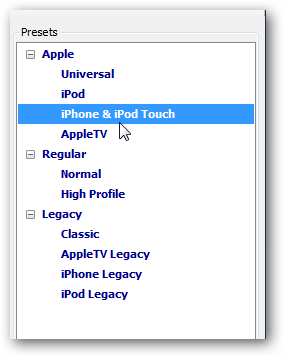 Presets
Apple
Universal
iPod
iPhone & iPod Touch
AppleTV
Regular
Normal
High Profile
Legacy
Classic
AppleTV Legacy
iPhone Legacy
iPod Legacy